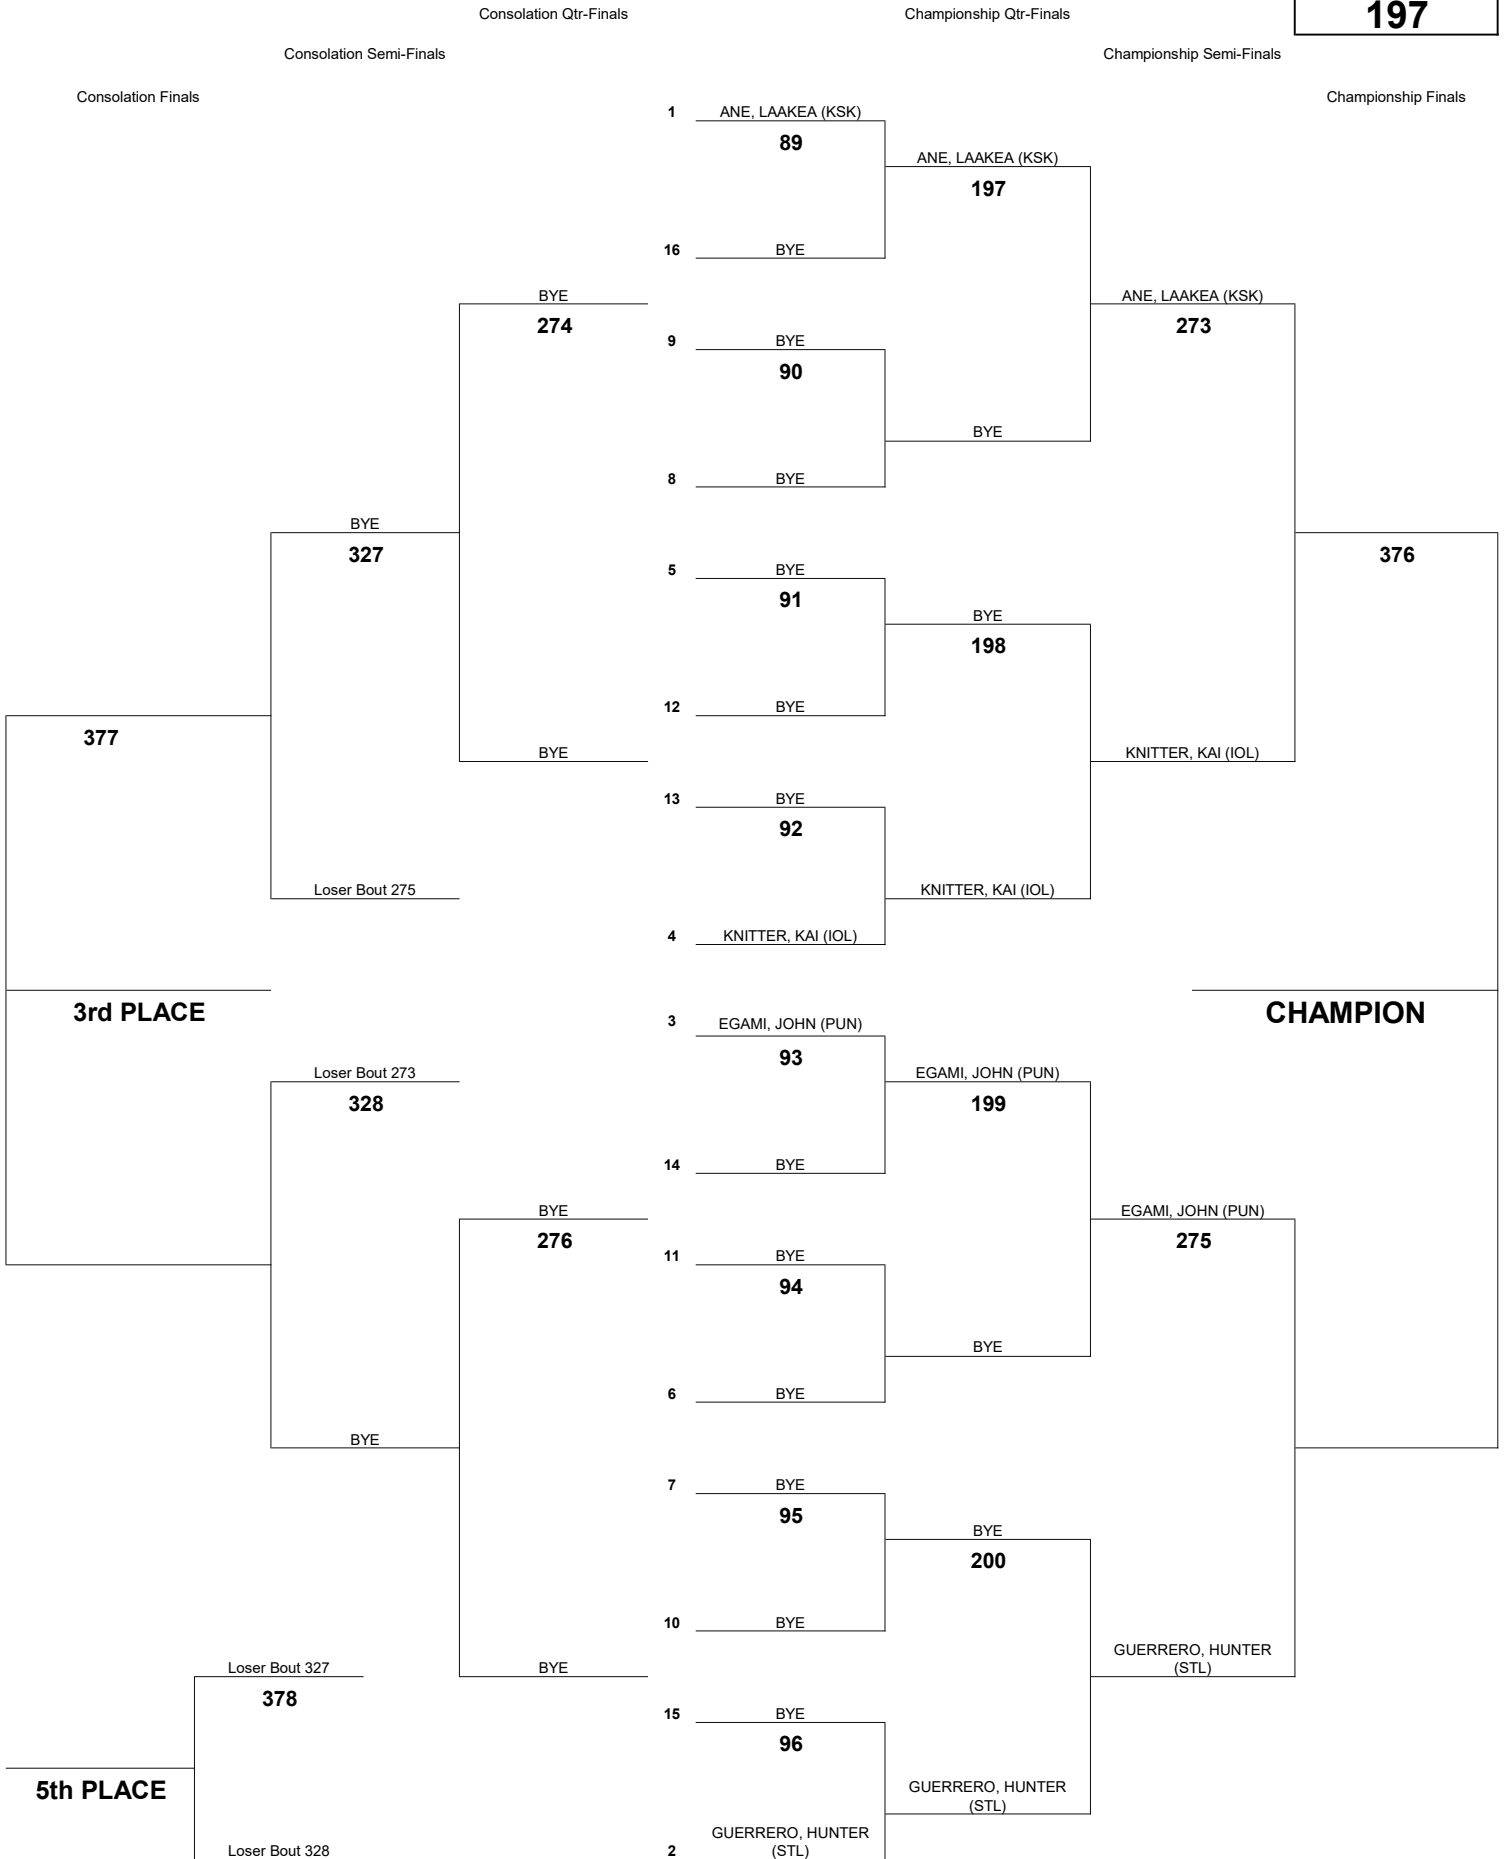 Consolation Qtr-Finals
Championship Qtr-Finals
197
Consolation Semi-Finals
Championship Semi-Finals
Consolation Finals
Championship Finals
1 ANE, LAAKEA (KSK)
89
ANE, LAAKEA (KSK)
197
16 BYE
BYE
274
ANE, LAAKEA (KSK)
273
9 BYE
90
BYE
8 BYE
BYE
327
376
5 BYE
91
BYE
198
12 BYE
377
BYE
KNITTER, KAI (IOL)
13 BYE
92
Loser Bout 275
KNITTER, KAI (IOL)
4 KNITTER, KAI (IOL)
3rd PLACE
CHAMPION
3 EGAMI, JOHN (PUN)
93
Loser Bout 273
328
EGAMI, JOHN (PUN)
199
14 BYE
BYE
276
EGAMI, JOHN (PUN)
275
11 BYE
94
BYE
6 BYE
BYE
7 BYE
95
BYE
200
10 BYE
Loser Bout 327
378
BYE
GUERRERO, HUNTER
(STL)
15 BYE
96
5th PLACE
GUERRERO, HUNTER
(STL)
Loser Bout 328
2 GUERRERO, HUNTER
(STL)